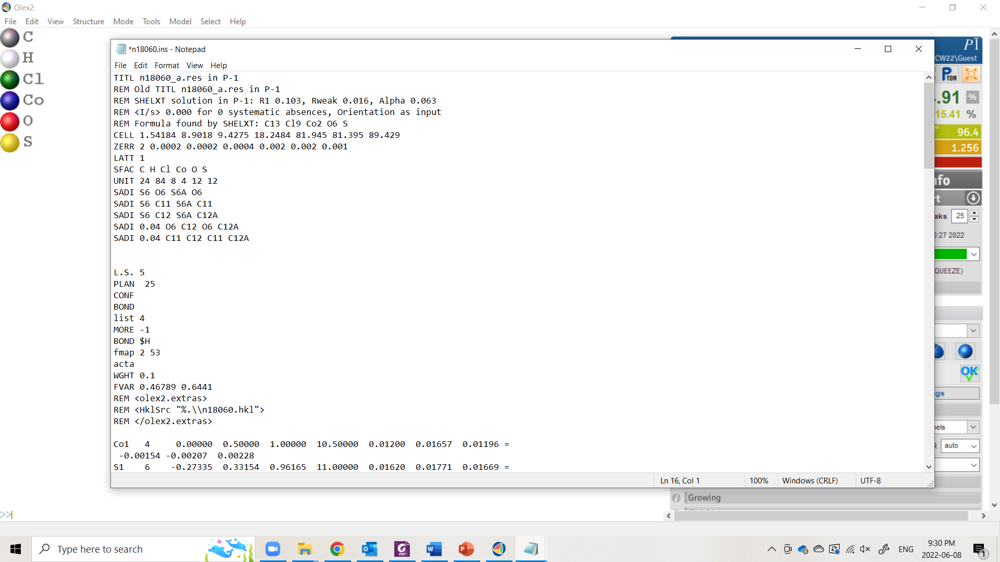 Olex2
File Edit View Structure Mode Tools Model Select Help
C
H
Cl
Co
O
S
*n18060.ins - Notepad
File Edit Format View Help
TITL n18060_a.res in P-1
REM Old TITL n18060_a.res in P-1
REM SHELXT solution in P-1: R1 0.103, Rweak 0.016, Alpha 0.063
REM <I/s> 0.000 for 0 systematic absences, Orientation as input
REM Formula found by SHELXT: C13 Cl9 Co2 O6 S
CELL 1.54184 8.9018 9.4275 18.2484 81.945 81.395 89.429
ZERR 2 0.0002 0.0002 0.0004 0.002 0.002 0.001
LATT 1
SFAC C H Cl Co O S
UNIT 24 84 8 4 12 12
SADI S6 O6 S6A O6
SADI S6 C11 S6A C11
SADI S6 C12 S6A C12A
SADI 0.04 O6 C12 O6 C12A
SADI 0.04 C11 C12 C11 C12A
L.S. 5
PLAN  25
CONF
BOND
list 4
MORE -1
BOND $H
fmap 2 53
acta
WGHT 0.1
FVAR 0.46789 0.6441
REM <olex2.extras>
REM <HklSrc "%.\\n18060.hkl">
REM </olex2.extras>
Co1   4     0.00000  0.50000  1.00000  10.50000  0.01200  0.01657  0.01196 =
 -0.00154 -0.00207  0.00228
S1    6    -0.27335  0.33154  0.96165  11.00000  0.01620  0.01771  0.01669 =
Ln 16, Col 1 100% Windows (CRLF) UTF-8
PĪ
CW22\Guest
PTON
.91 %
15.41 %
96.4
1.256
nfo
rt
aks 25
0:27 2022
QUEEZE)
OK
ngs
bels
R auto
Growing
>>
Type here to search
PDF
ENG
9:30 PM
2022-06-08
1